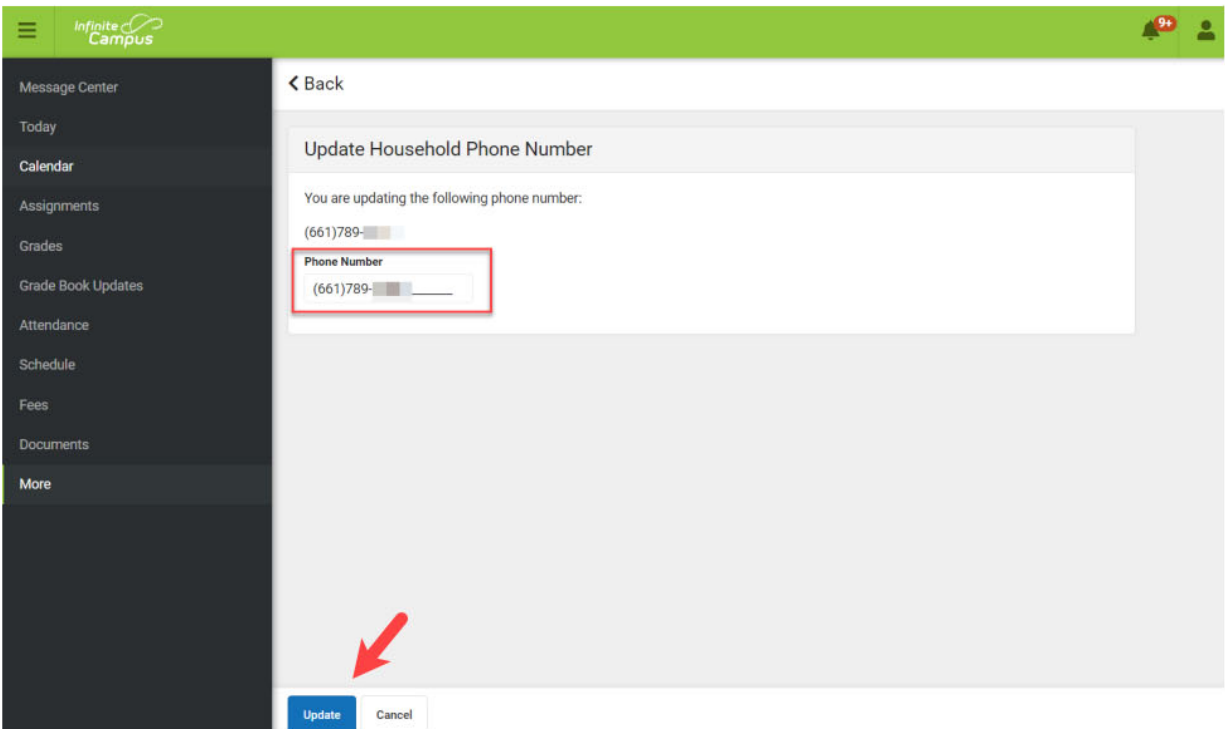 Infinite
Campus
9+
Message Center
Today
Calendar
Assignments
Grades
Grade Book Updates
Attendance
Schedule
Fees
Documents
More
Back
Update Household Phone Number
You are updating the following phone number:
(661)789-
Phone Number
(661)789-
Update
Cancel